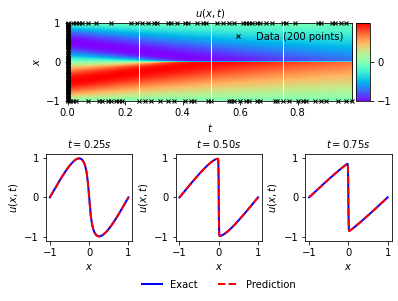 u(x, t)
1
0
−1
x
Data (200 points)
0
−1
0.0 0.2 0.4 0.6 0.8
t
t = 0.25s t = 0.50s t = 0.75s
1
0
−1
u(x, t)
1
0
−1
u(x, t)
1
0
−1
u(x, t)
−1 0 1 −1 0 1 −1 0 1
x x x
Exact Prediction